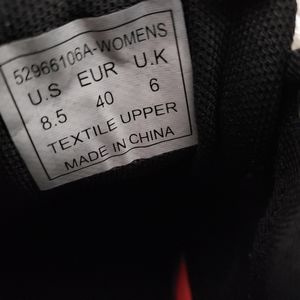 52966106A-WOMENS
U.S EUR U.K
8.5 40 6
TEXTILE UPPER
MADE IN CHINA